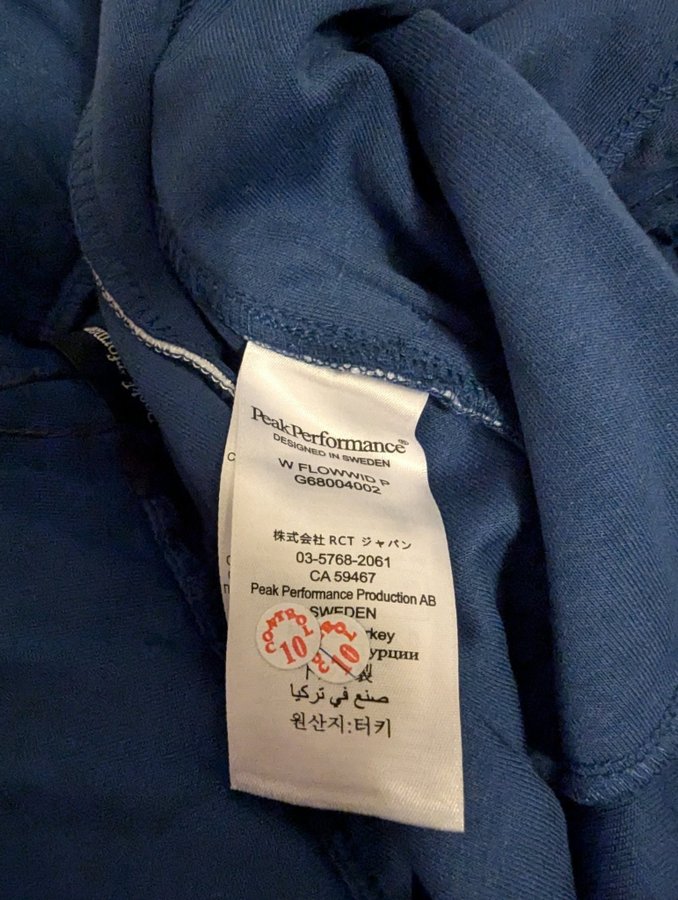 PeakPerformance®
DESIGNED IN SWEDEN
W FLOWWID P
G68004002
株式会社 RCT ジャパン
03-5768-2061
CA 59467
Peak Performance Production AB
SWEDEN
CONTROL
10
10
صنع في تركيا
원산지:터키